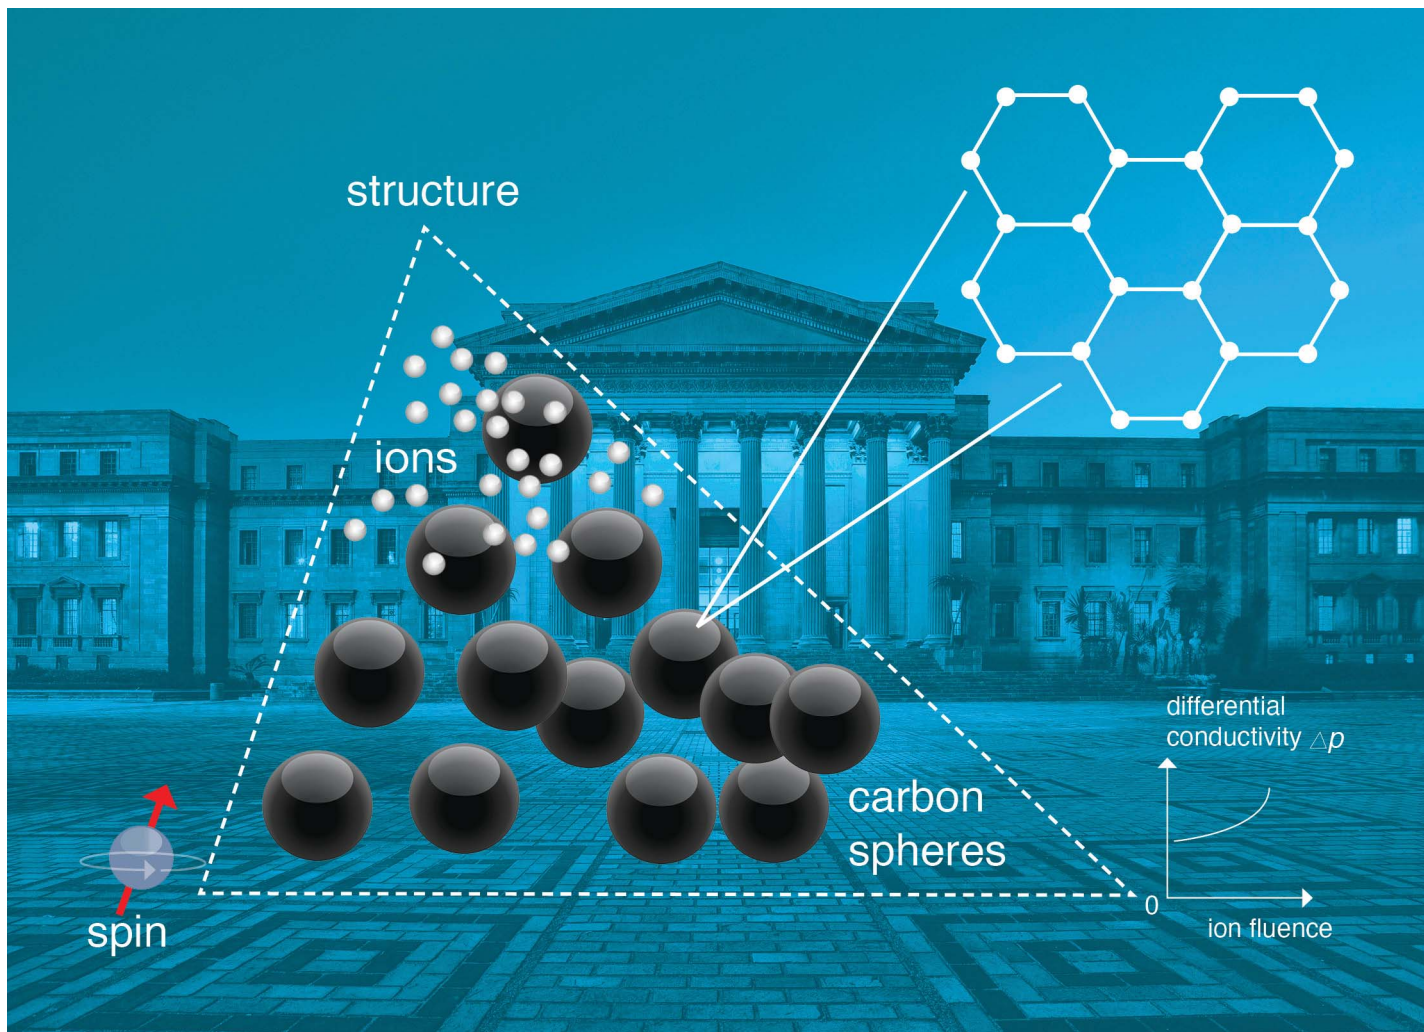 structure
ions
differential
conductivity △p
carbon
spheres
0
spin
ion fluence